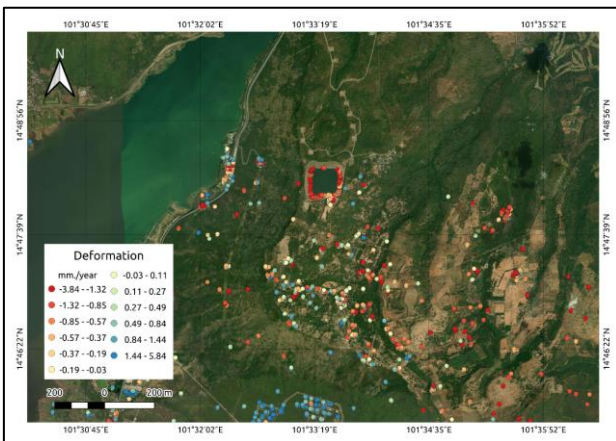 101°30'45"E 101°32'02"E 101°33'19"E 101°34'35"E 101°35'52"E
N
14°48'56"N 14°48'56"N
14°47'39"N 14°47'39"N
14°46'22"N 14°46'22"N
Deformation
mm./year
-3.84 - -1.32
-1.32 - -0.85
-0.85 - -0.57
-0.57 - -0.37
-0.37 - -0.19
-0.19 - -0.03
-0.03 - 0.11
0.11 - 0.27
0.27 - 0.49
0.49 - 0.84
0.84 - 1.44
1.44 - 5.84
200 0 200 m
101°30'45"E 101°32'02"E 101°33'19"E 101°34'35"E 101°35'52"E